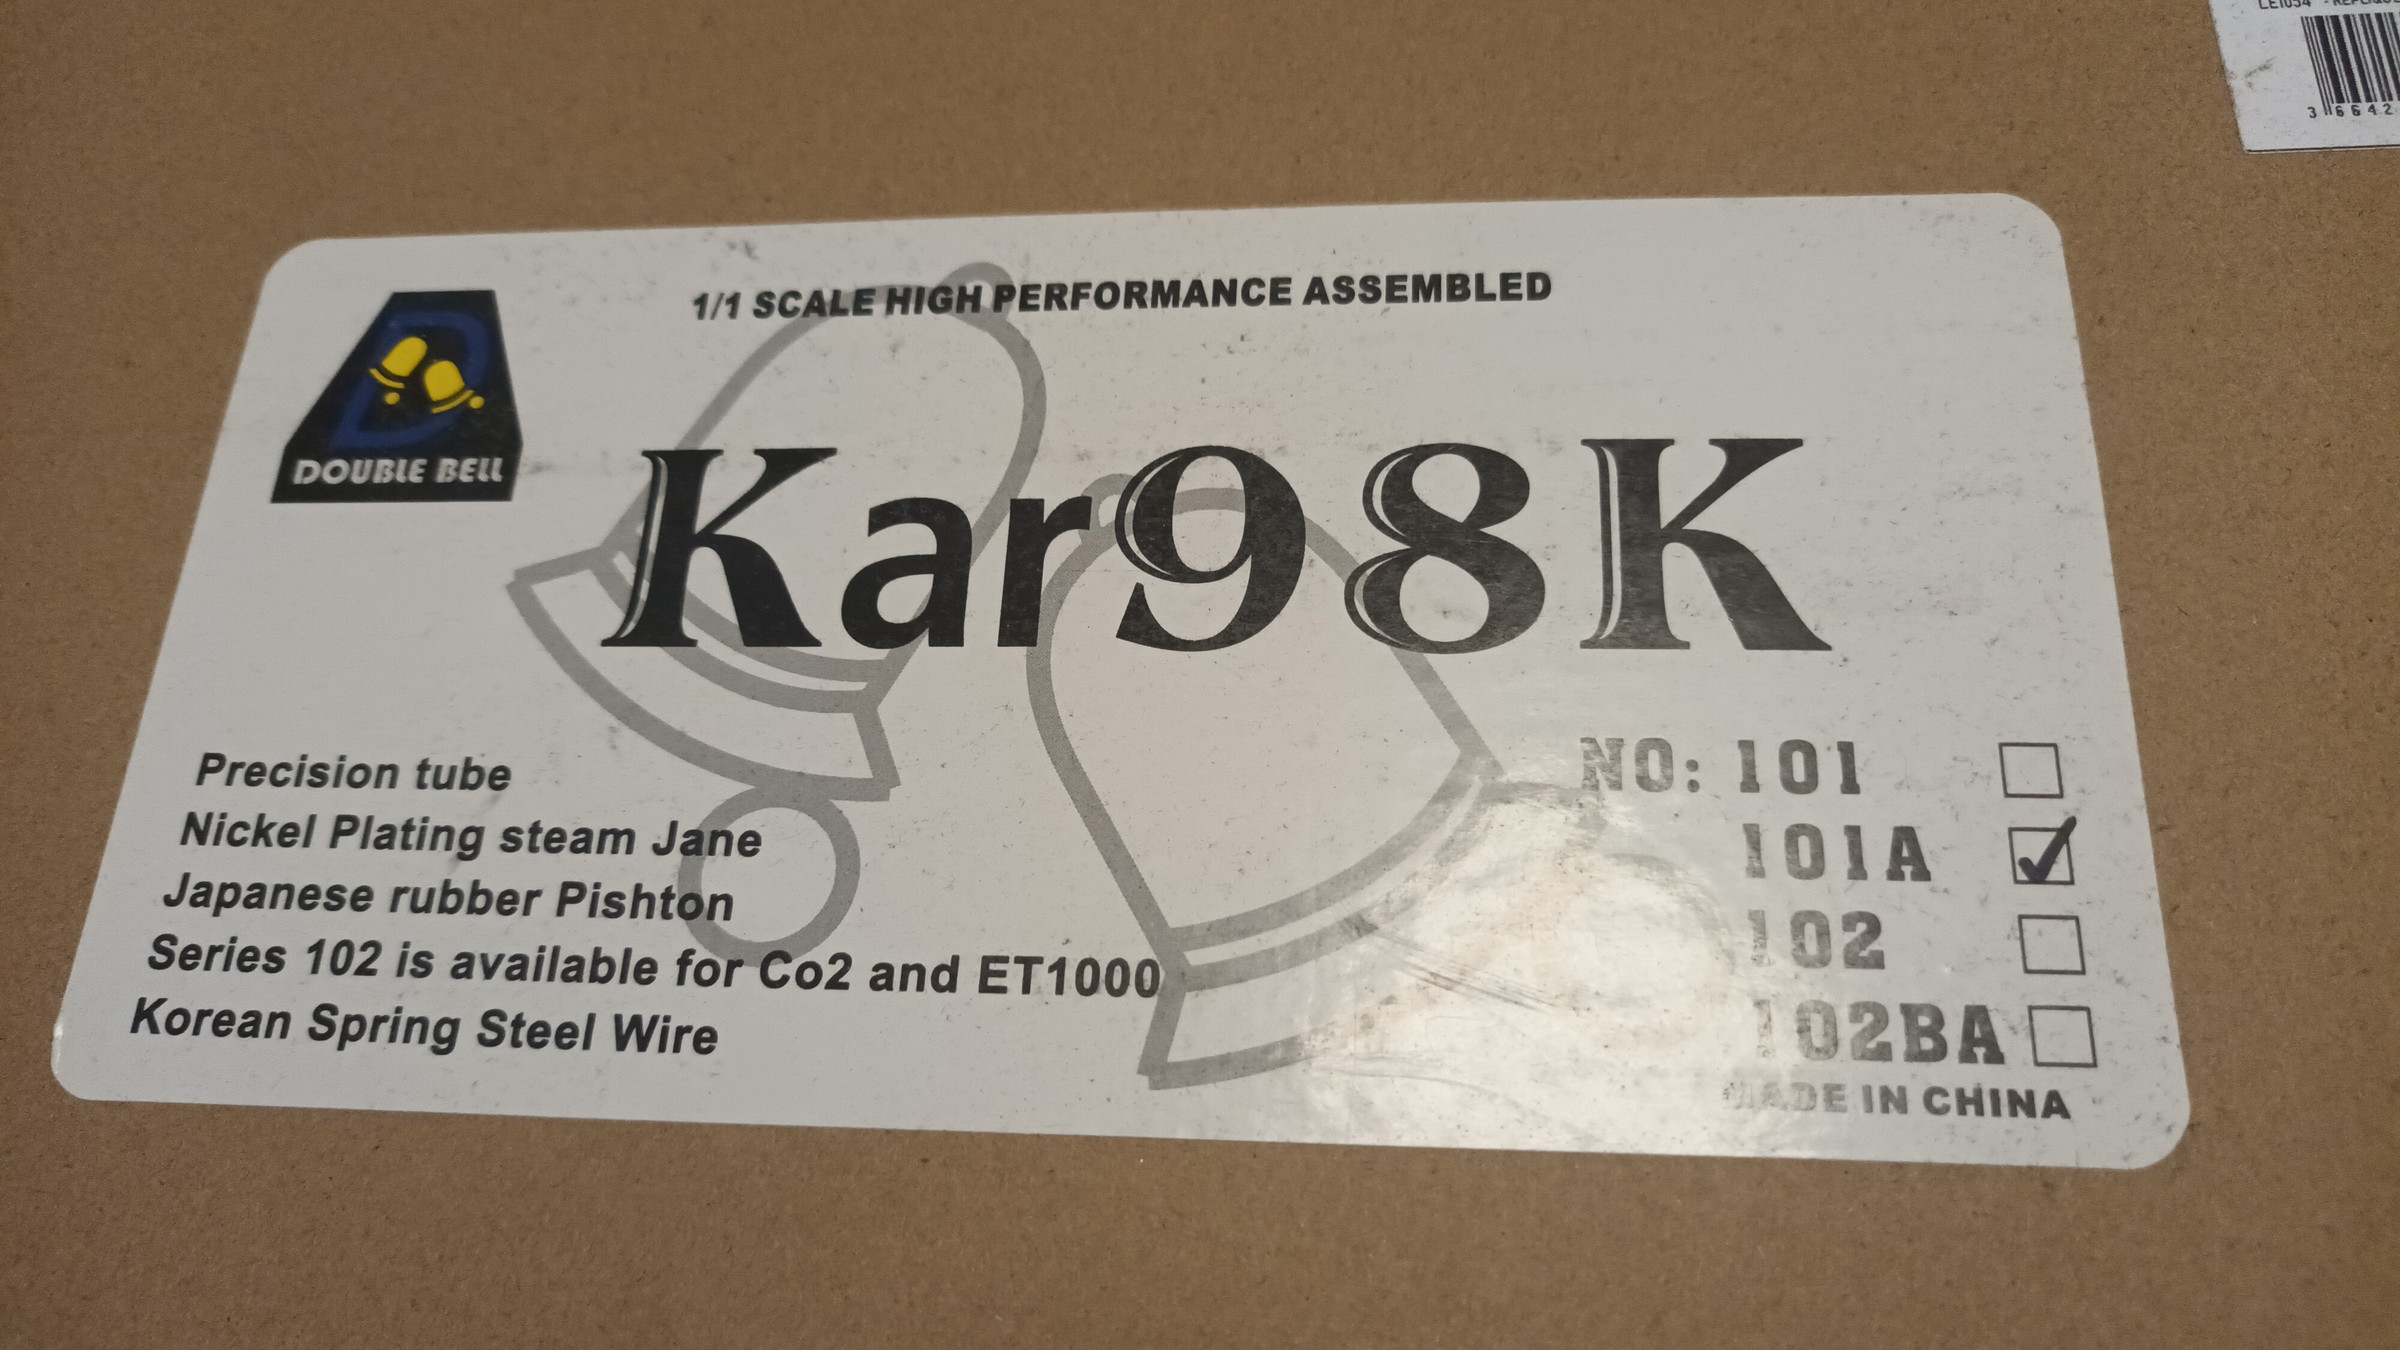 3 6642
1/1 SCALE HIGH PERFORMANCE ASSEMBLED
DOUBLE BELL
Kar98K
Precision tube
Nickel Plating steam Jane
Japanese rubber Pishton
Series 102 is available for Co2 and ET1000
Korean Spring Steel Wire
NO: 101
101A
102
102BA
MADE IN CHINA